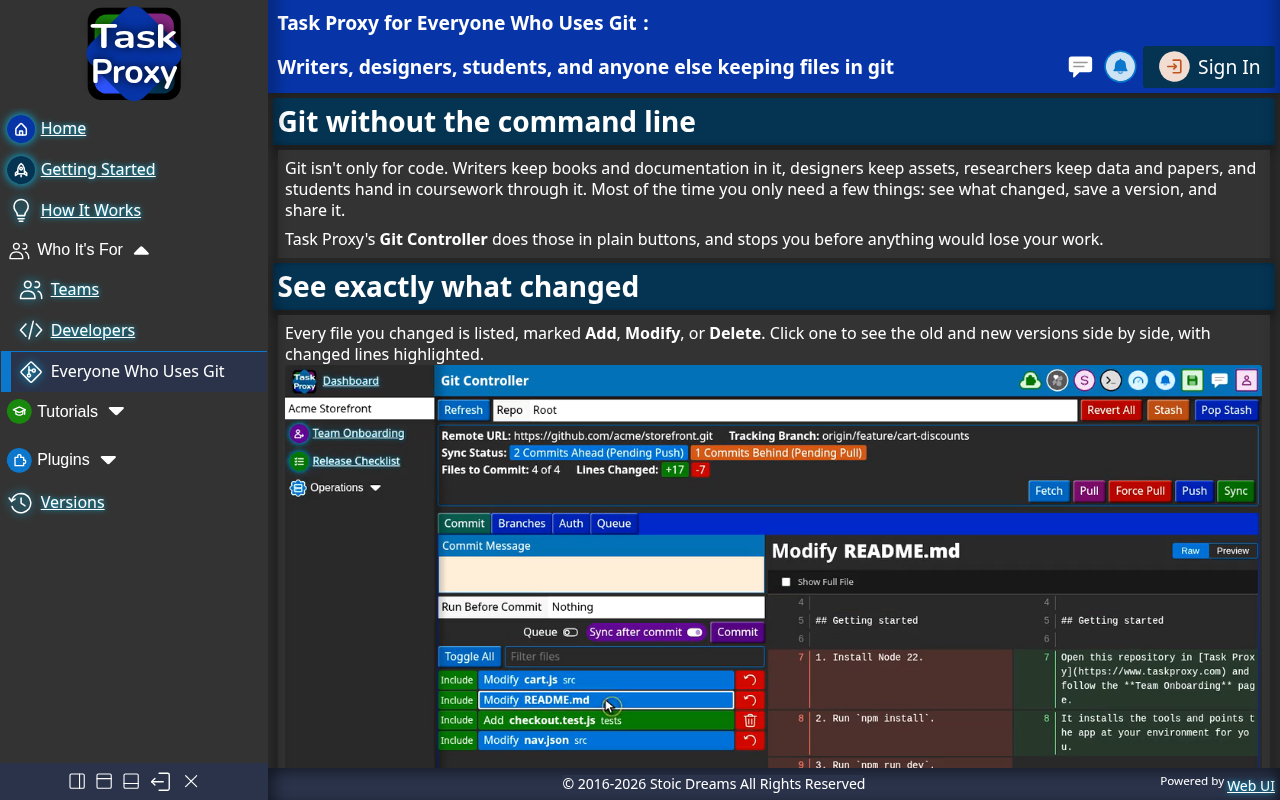 Task
Proxy
Home
Getting Started
How It Works
Who It's For
Teams
Developers
Everyone Who Uses Git
Tutorials
Plugins
Versions
Task Proxy for Everyone Who Uses Git :
Writers, designers, students, and anyone else keeping files in git
Sign In
Git without the command line
Git isn't only for code. Writers keep books and documentation in it, designers keep assets, researchers keep data and papers, and
students hand in coursework through it. Most of the time you only need a few things: see what changed, save a version, and
share it.
Task Proxy's Git Controller does those in plain buttons, and stops you before anything would lose your work.
See exactly what changed
Every file you changed is listed, marked Add, Modify, or Delete. Click one to see the old and new versions side by side, with
changed lines highlighted.
Task
Proxy
Dashboard
Acme Storefront
Team Onboarding
Release Checklist
Operations
Git Controller
S
Refresh Repo Root Revert All Stash Pop Stash
Remote URL: https://github.com/acme/storefront.git Tracking Branch: origin/feature/cart-discounts
Sync Status: 2 Commits Ahead (Pending Push) 1 Commits Behind (Pending Pull)
Files to Commit: 4 of 4 Lines Changed: +17 -7
Fetch Pull Force Pull Push Sync
Commit Branches Auth Queue
Commit Message
Run Before Commit Nothing
Queue Sync after commit Commit
Toggle All Filter files
Include Modify cart.js src
Include Modify README.md
Include Add checkout.test.js tests
Include Modify nav.json src
Modify README.md
Raw Preview
Show Full File
4 4
5 ## Getting started 5 ## Getting started
6 6
7 1. Install Node 22. 7 Open this repository in [Task Prox
y](https://www.taskproxy.com) and
follow the **Team Onboarding** pag
e.
8 2. Run `npm install`. 8 It installs the tools and points t
he app at your environment for yo
u.
9 3. Run `npm run dev`.
© 2016-2026 Stoic Dreams All Rights Reserved
Powered by Web UI